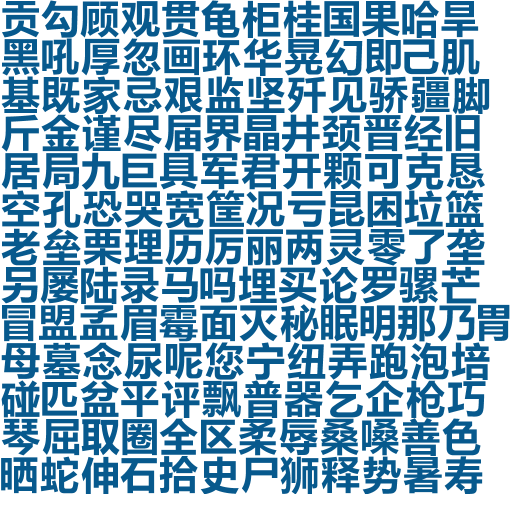 贡勾顾观贯龟柜桂国果哈旱
黑吼厚忽画环华晃幻即己肌
基既家忌艰监坚歼见骄疆脚
斤金谨尽届界晶井颈晋经旧
居局九巨具军君开颗可克恳
空孔恐哭宽筐况亏昆困垃篮
老垒栗理历厉丽两灵零了垄
另屡陆录马吗埋买论罗骡芒
冒盟孟眉霉面灭秘眠明那乃胃
母墓念尿呢您宁纽弄跑泡培
碰匹盆平评飘普器乞企枪巧
琴屈取圈全区柔辱桑嗓善色
晒蛇伸石拾史尸狮释势暑寿